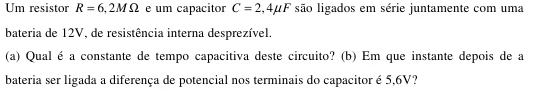 Um resistor R = 6,2MΩ e um capacitor C = 2,4μF são ligados em série juntamente com uma
bateria de 12V, de resistência interna desprezível.
(a) Qual é a constante de tempo capacitiva deste circuito? (b) Em que instante depois de a
bateria ser ligada a diferença de potencial nos terminais do capacitor é 5,6V?